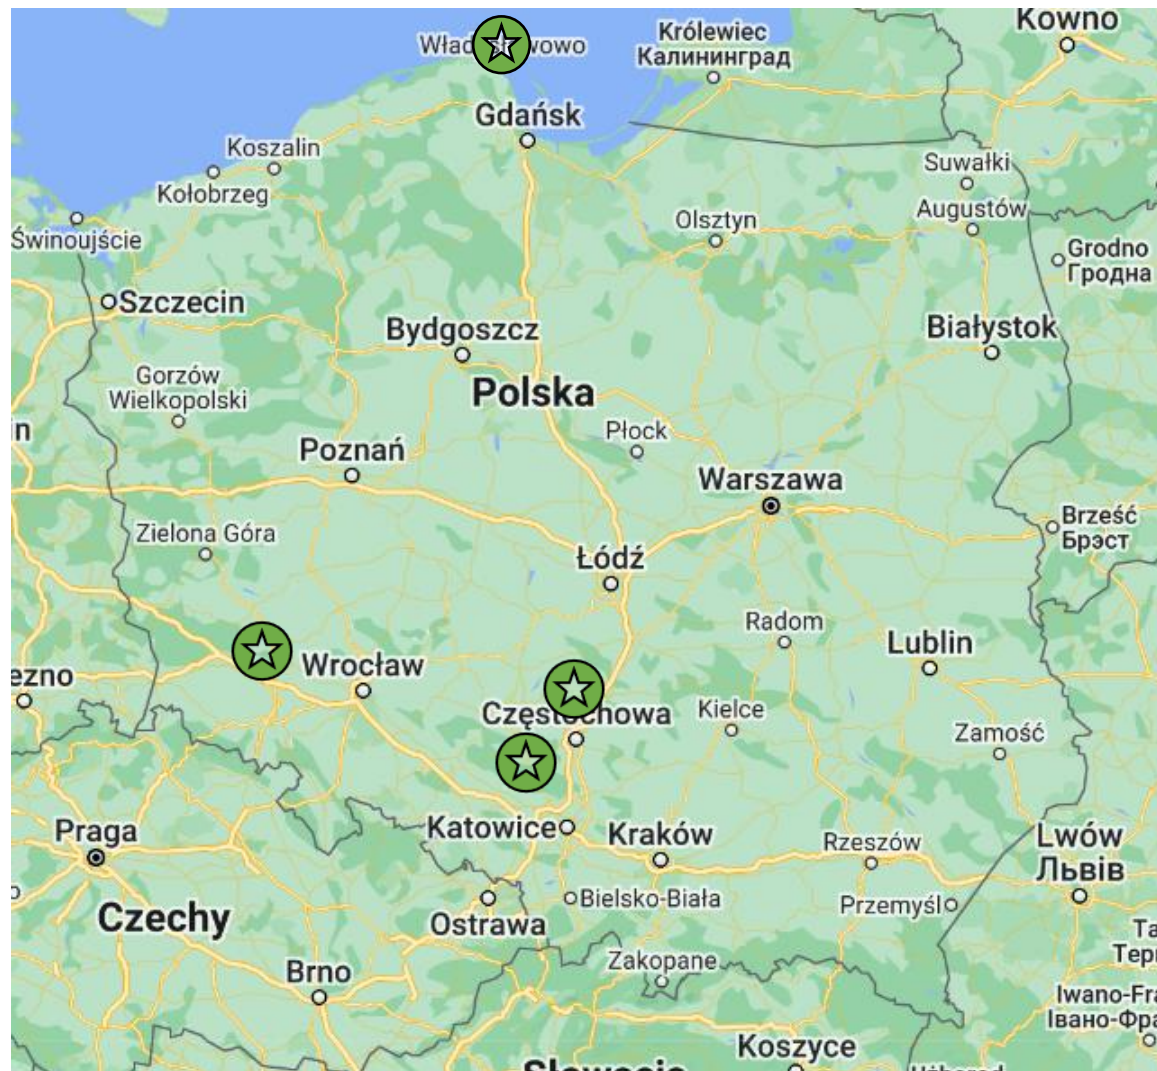 Kowno
Królewiec
Калининград
Gdańsk
Koszalin
Kołobrzeg
Suwałki
Augustów
Olsztyn
Świnoujście
Grodno
Гродна
Szczecin
Bydgoszcz
Białystok
Polska
Gorzów
Wielkopolski
Płock
Poznań
Warszawa
Zielona Góra
Brześć
Брэст
Łódź
Radom
Lublin
Wrocław
Kielce
Zamość
Praga
Katowice
Kraków
Rzeszów
Lwów
Львів
Bielsko-Biała
Przemyśl
Czechy
Ostrawa
Zakopane
Brno
Koszyce